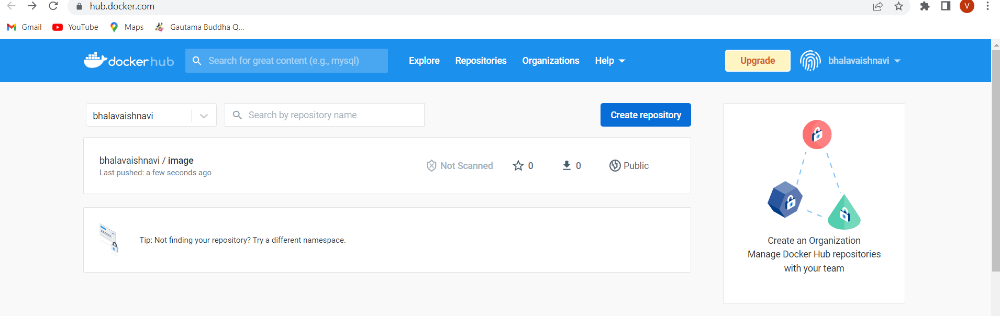 hub.docker.com
V
Gmail YouTube Maps Gautama Buddha Q...
docker hub Search for great content (e.g., mysql) Explore Repositories Organizations Help Upgrade bhalavaishnavi
bhalavaishnavi Search by repository name Create repository
bhalavaishnavi / image Not Scanned 0 0 Public
Last pushed: a few seconds ago
Tip: Not finding your repository? Try a different namespace.
Create an Organization
Manage Docker Hub repositories
with your team